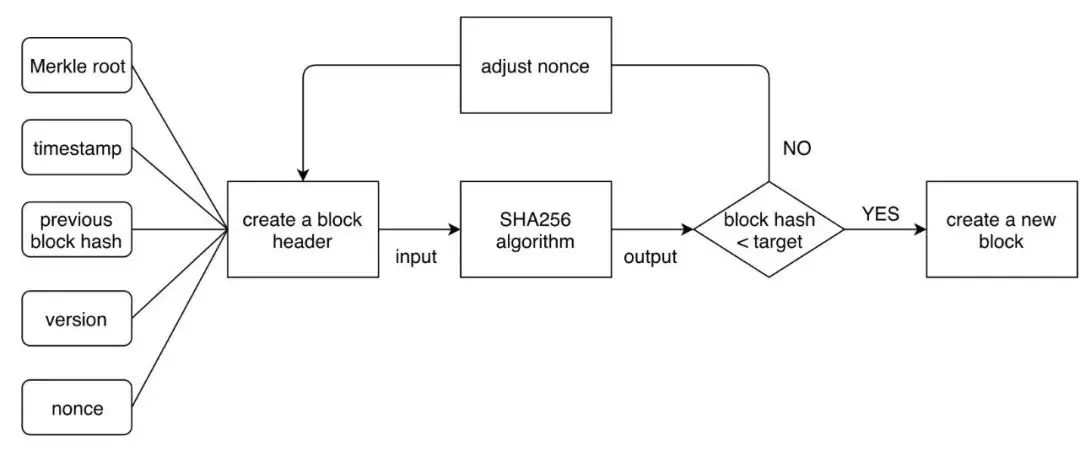 Merkle root
timestamp
previous
block hash
version
nonce
create a block
header
input
adjust nonce
SHA256
algorithm
output
block hash
< target
NO
YES
create a new
block